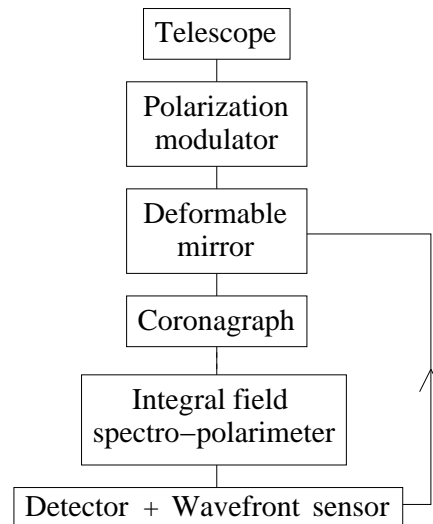 Telescope
Polarization
modulator
Deformable
mirror
Coronagraph
Integral field
spectro−polarimeter
Detector + Wavefront sensor